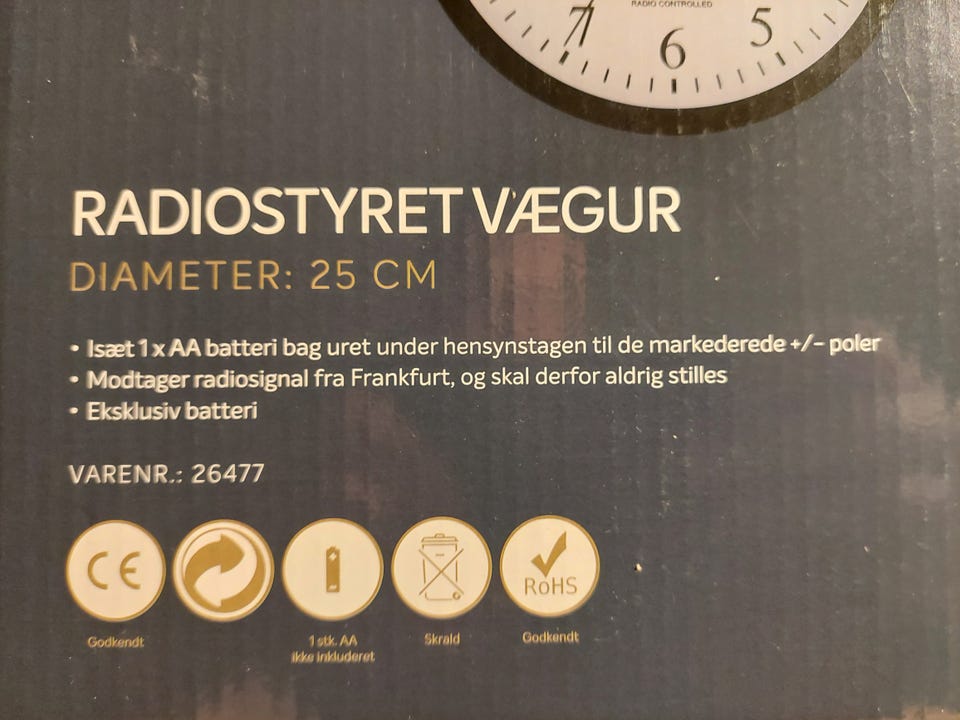 RADIO CONTROLLED
7 6 5
RADIOSTYRET VÆGUR
DIAMETER: 25 CM
• Isæt 1 x AA batteri bag uret under hensynstagen til de markederede +/- poler
• Modtager radiosignal fra Frankfurt, og skal derfor aldrig stilles
• Eksklusiv batteri
VARENR.: 26477
CE
RoHS
Godkendt
1 stk. AA
ikke inkluderet
Skrald
Godkendt